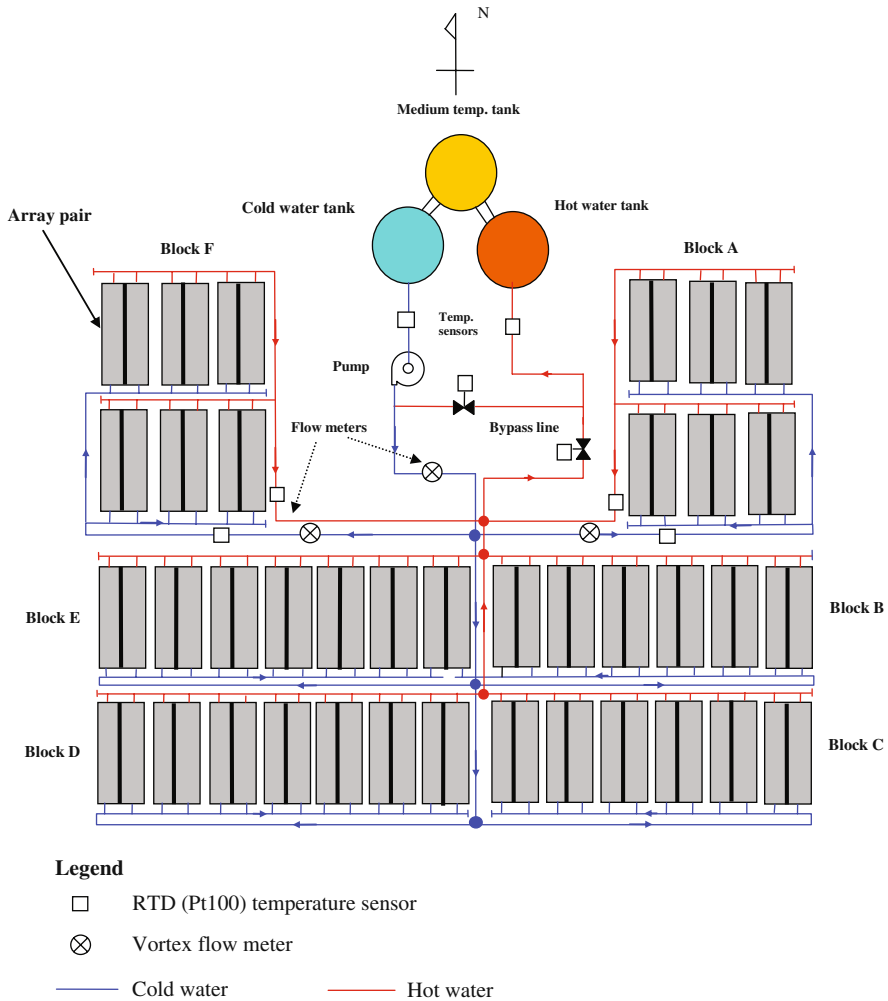 N
Medium temp. tank
Cold water tank
Hot water tank
Array pair
Block F
Block A
Temp.
sensors
Pump
Flow meters
Bypass line
Block E
Block B
Block D
Block C
Legend
RTD (Pt100) temperature sensor
Vortex flow meter
Cold water
Hot water